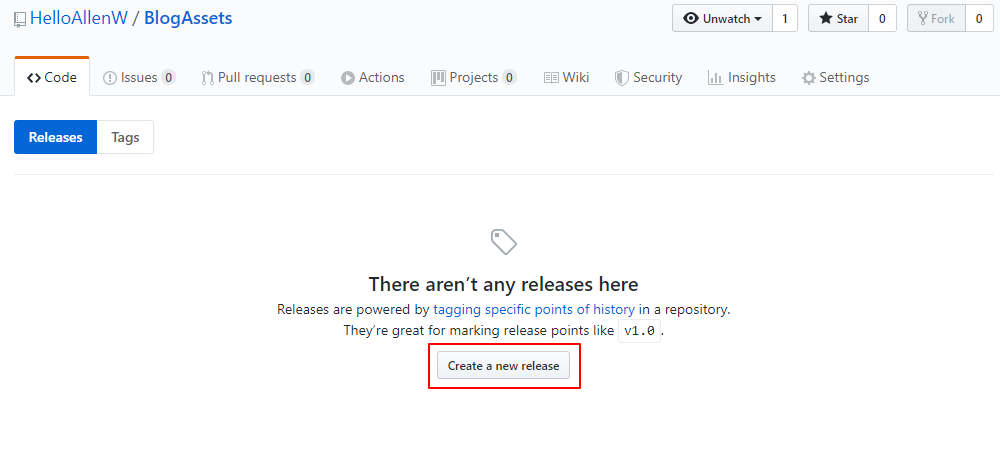 HelloAllenW / BlogAssets
Unwatch 1 Star 0 Fork 0
Code Issues 0 Pull requests 0 Actions Projects 0 Wiki Security Insights Settings
Releases Tags
There aren’t any releases here
Releases are powered by tagging specific points of history in a repository.
They’re great for marking release points like v1.0.
Create a new release